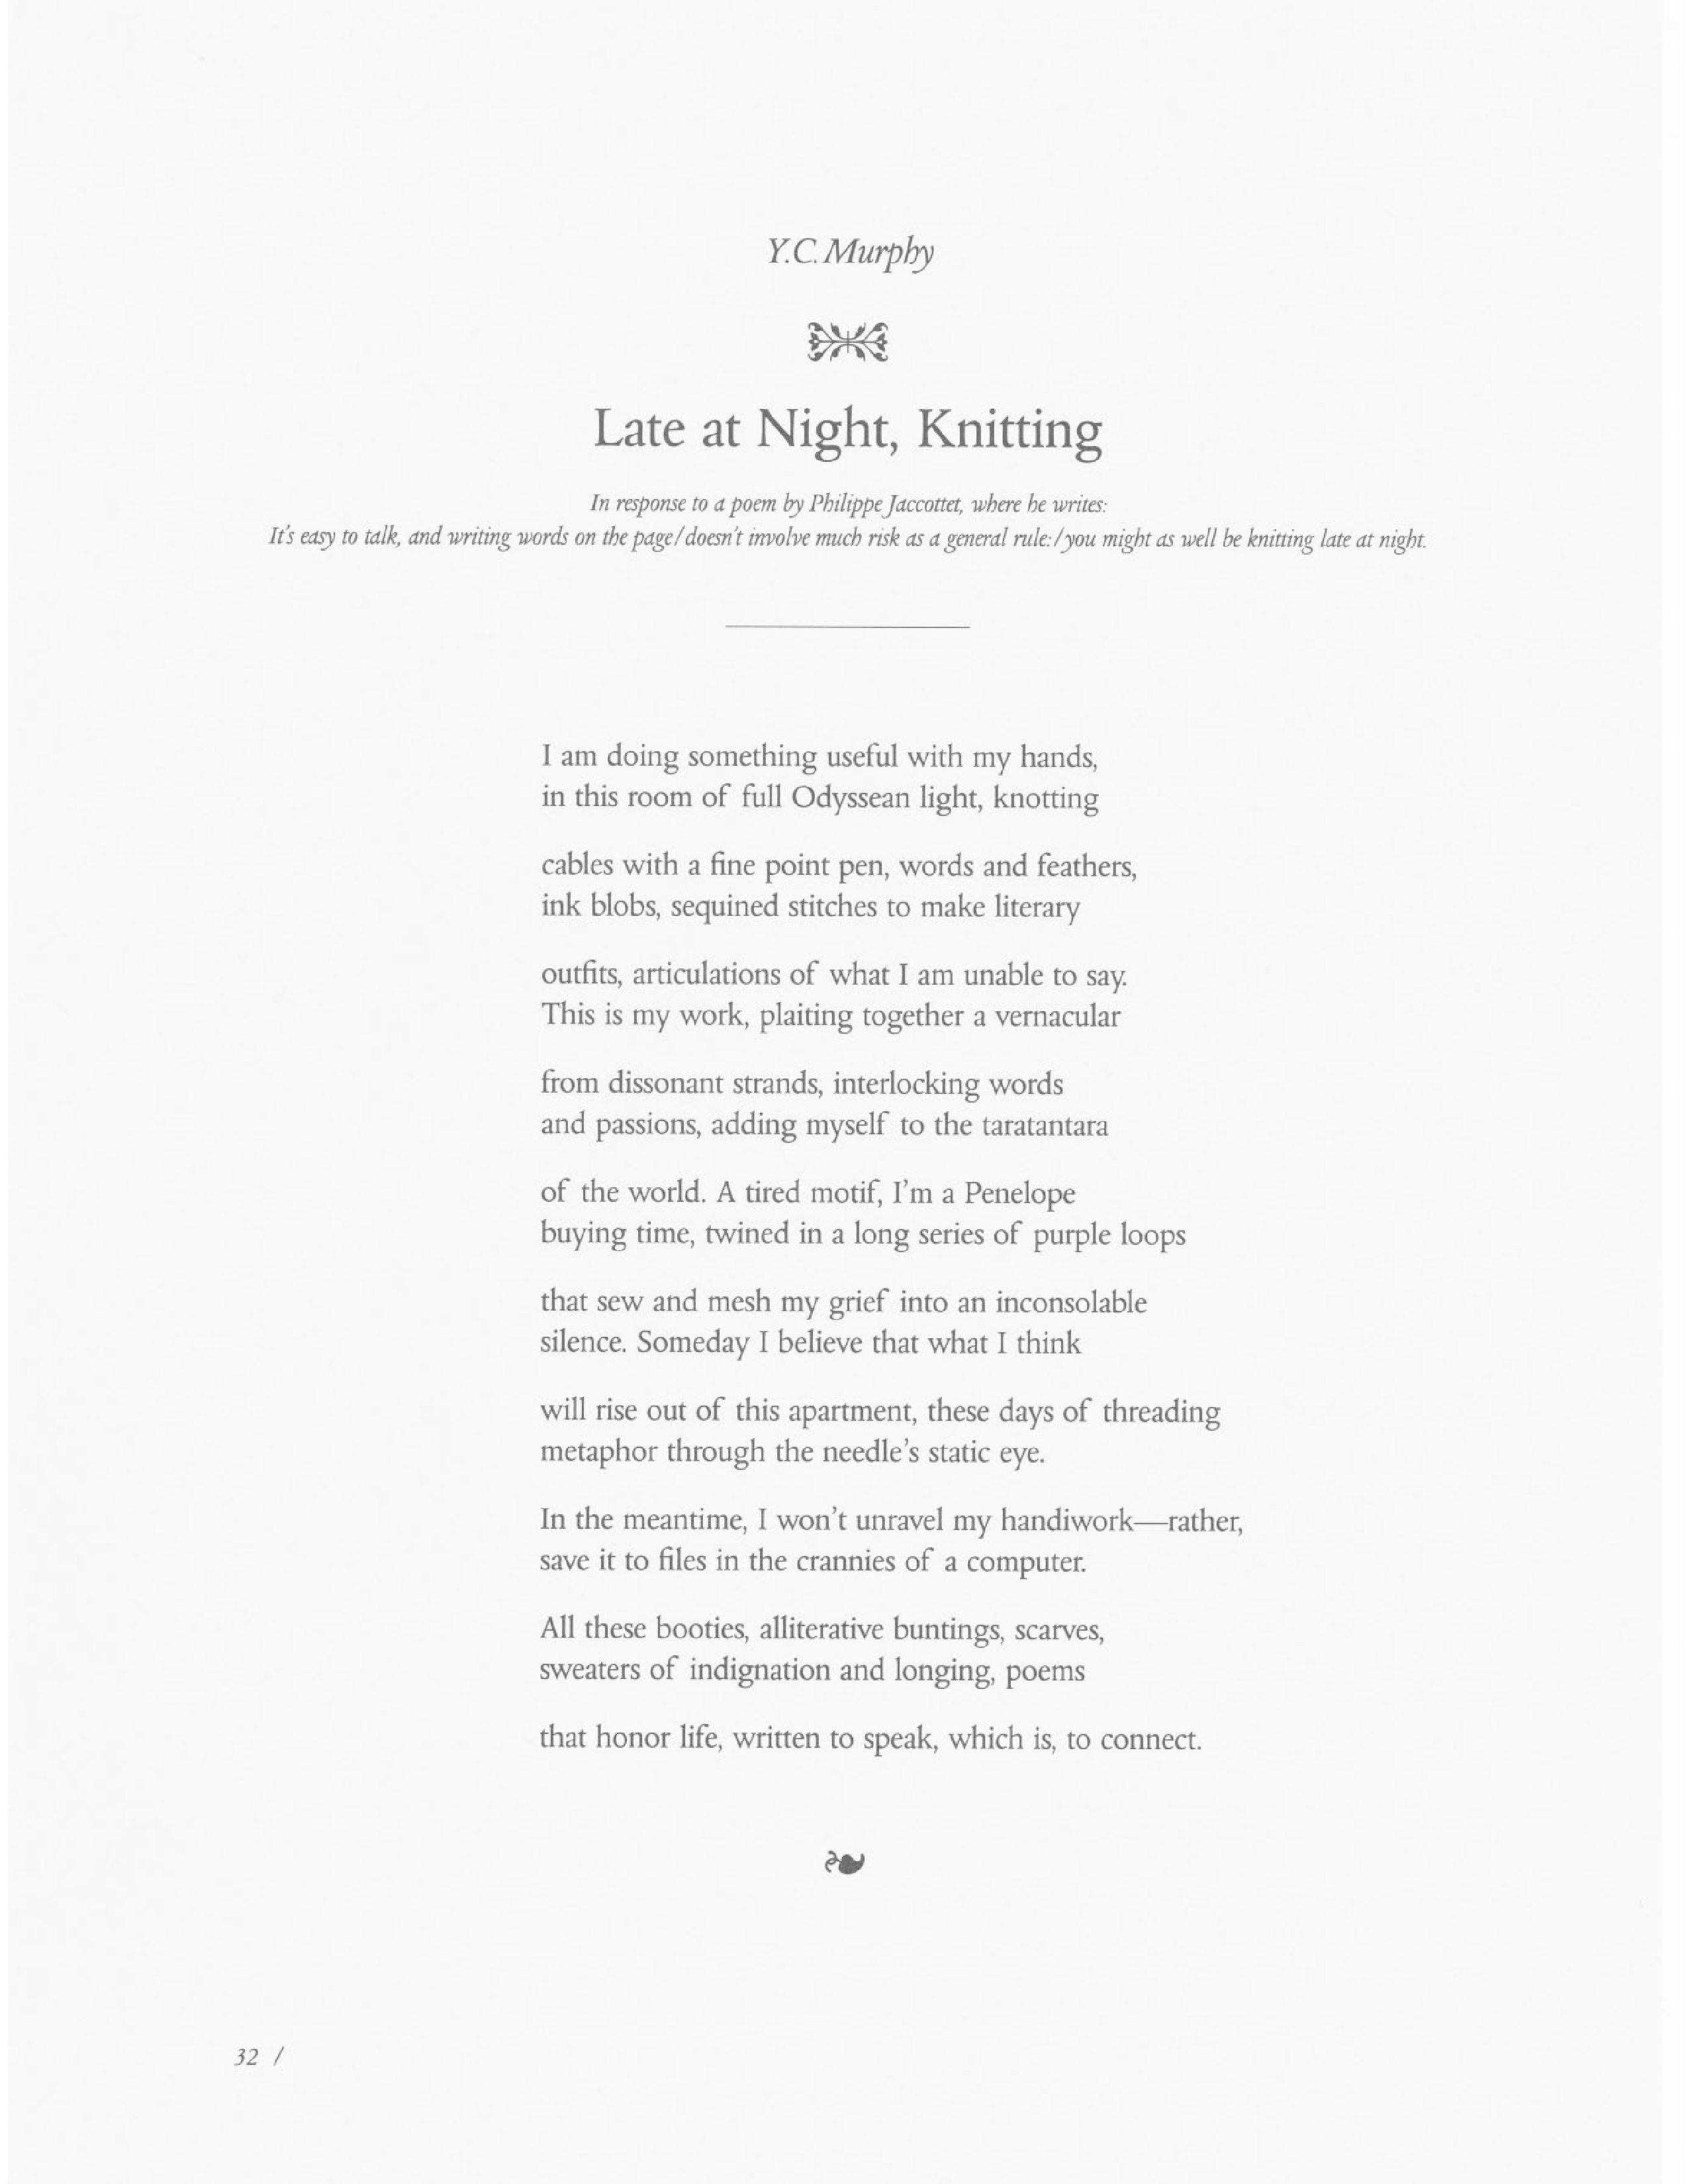 Y.C. Murphy
Late at Night, Knitting
In response to a poem by Philippe Jaccottet, where he writes:
It's easy to talk, and writing words on the page/doesn't involve much risk as a general rule:/you might as well be knitting late at night.
I am doing something useful with my hands,
in this room of full Odyssean light, knotting
cables with a fine point pen, words and feathers,
ink blobs, sequined stitches to make literary
outfits, articulations of what I am unable to say.
This is my work, plaiting together a vernacular
from dissonant strands, interlocking words
and passions, adding myself to the taratantara
of the world. A tired motif, I'm a Penelope
buying time, twined in a long series of purple loops
that sew and mesh my grief into an inconsolable
silence. Someday I believe that what I think
will rise out of this apartment, these days of threading
metaphor through the needle's static eye.
In the meantime, I won't unravel my handiwork—rather,
save it to files in the crannies of a computer.
All these booties, alliterative buntings, scarves,
sweaters of indignation and longing, poems
that honor life, written to speak, which is, to connect.
32 /